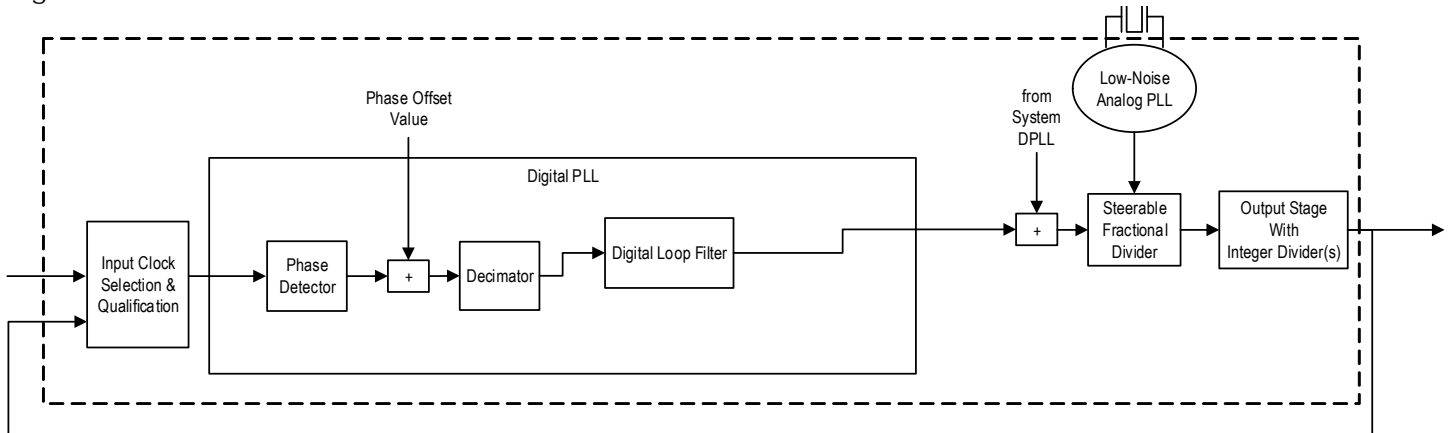 Low-Noise
Analog PLL
from
System
DPLL
Phase Offset
Value
Digital PLL
Input Clock
Selection &
Qualification
Phase
Detector
+
Decimator
Digital Loop Filter
+
Steerable
Fractional
Divider
Output Stage
With
Integer Divider(s)